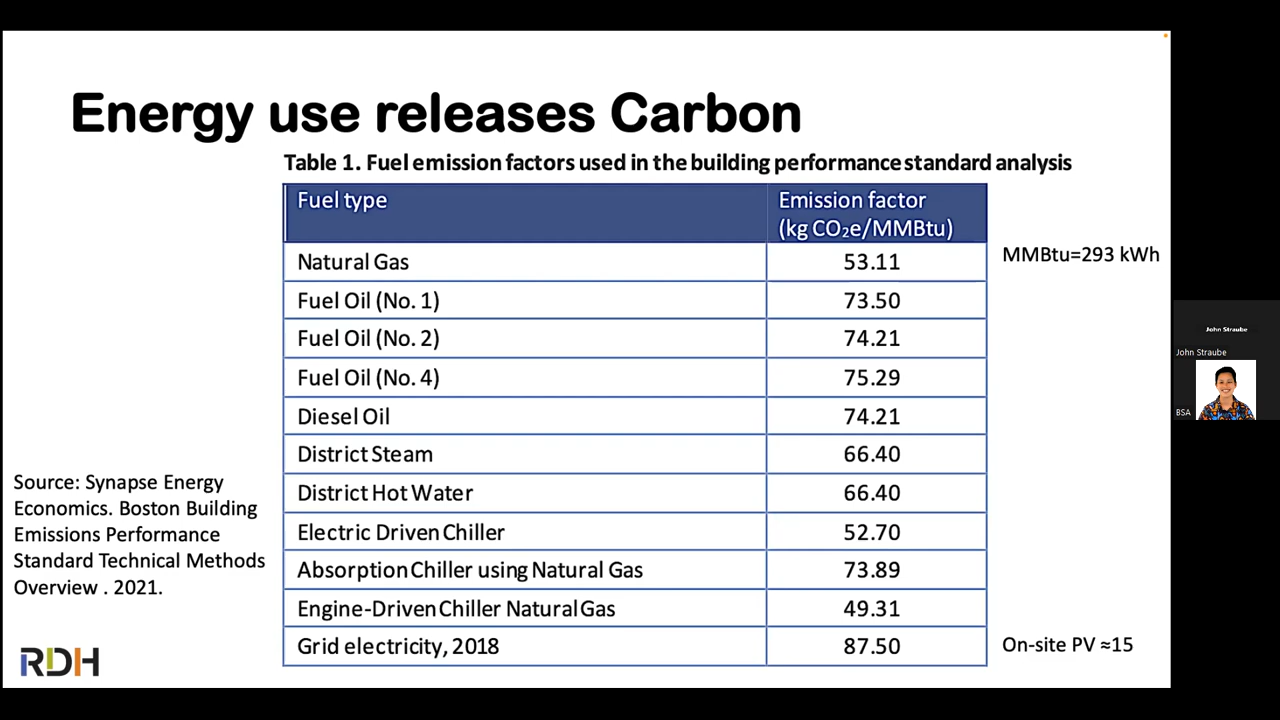 Energy use releases Carbon
Table 1. Fuel emission factors used in the building performance standard analysis
Fuel type
Emission factor
(kg CO₂e/MMBtu)
Natural Gas 53.11
MMBtu=293 kWh
Fuel Oil (No. 1) 73.50
Fuel Oil (No. 2) 74.21
Fuel Oil (No. 4) 75.29
Diesel Oil 74.21
District Steam 66.40
District Hot Water 66.40
Electric Driven Chiller 52.70
Absorption Chiller using Natural Gas 73.89
Engine-Driven Chiller Natural Gas 49.31
Grid electricity, 2018 87.50
On-site PV ≈15
Source: Synapse Energy
Economics. Boston Building
Emissions Performance
Standard Technical Methods
Overview . 2021.
RDH
John Straube
John Straube
BSA